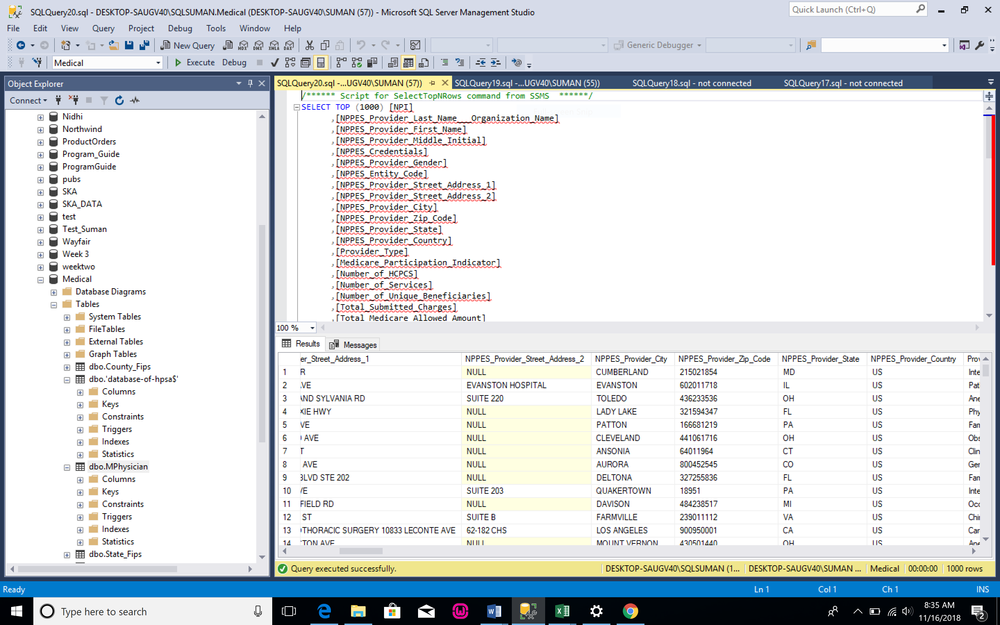 SQLQuery20.sql - DESKTOP-SAUGV40\SQLSUMAN.Medical (DESKTOP-SAUGV40\SUMAN (57)) - Microsoft SQL Server Management Studio
Quick Launch (Ctrl+Q)
File Edit View Query Project Debug Tools Window Help
New Query MDX DMX XMLA DAX Generic Debugger
Medical Execute Debug
Object Explorer
Connect
Nidhi
Northwind
ProductOrders
Program_Guide
ProgramGuide
pubs
SKA
SKA_DATA
test
Test_Suman
Wayfair
Week 3
weektwo
Medical
Database Diagrams
Tables
System Tables
FileTables
External Tables
Graph Tables
dbo.County_Fips
dbo.'database-of-hpsa$'
Columns
Keys
Constraints
Triggers
Indexes
Statistics
dbo.MPhysician
Columns
Keys
Constraints
Triggers
Indexes
Statistics
dbo.State_Fips
SQLQuery20.sql -...UGV40\SUMAN (57)) SQLQuery19.sql -...UGV40\SUMAN (55)) SQLQuery18.sql - not connected SQLQuery17.sql - not connected
/****** Script for SelectTopNRows command from SSMS ******/
SELECT TOP (1000) [NPI]
Full-screen Snip
,[NPPES_Provider_Last_Name___Organization_Name]
,[NPPES_Provider_First_Name]
,[NPPES_Provider_Middle_Initial]
,[NPPES_Credentials]
,[NPPES_Provider_Gender]
,[NPPES_Entity_Code]
,[NPPES_Provider_Street_Address_1]
,[NPPES_Provider_Street_Address_2]
,[NPPES_Provider_City]
,[NPPES_Provider_Zip_Code]
,[NPPES_Provider_State]
,[NPPES_Provider_Country]
,[Provider_Type]
,[Medicare_Participation_Indicator]
,[Number_of_HCPCS]
,[Number_of_Services]
,[Number_of_Unique_Beneficiaries]
,[Total_Submitted_Charges]
,[Total_Medicare_Allowed_Amount]
100 %
Results Messages
er_Street_Address_1 NPPES_Provider_Street_Address_2 NPPES_Provider_City NPPES_Provider_Zip_Code NPPES_Provider_State NPPES_Provider_Country Prov
1 R NULL CUMBERLAND 215021854 MD US Inte
2 AVE EVANSTON HOSPITAL EVANSTON 602011718 IL US Pat
3 AND SYLVANIA RD SUITE 220 TOLEDO 436233536 OH US Ane
4 XIE HWY NULL LADY LAKE 321594347 FL US Phy
5 VE NULL PATTON 166681219 PA US Fam
6 AVE NULL CLEVELAND 441061716 OH US Obs
7 T NULL ANSONIA 64011964 CT US Clin
8 AVE NULL AURORA 800452545 CO US Ger
9 BLVD STE 202 NULL DELTONA 327255836 FL US Fam
10 VE SUITE 203 QUAKERTOWN 18951 PA US Inte
11 FIELD RD NULL DAVISON 484238517 MI US Occ
12 ST SUITE B FARMVILLE 239011112 VA US Chi
13 OTHORACIC SURGERY 10833 LECONTE AVE 62-182 CHS LOS ANGELES 900950001 CA US Car
14 TON AVE NULL MOUNT VERNON 430501440 OH US Ane
Query executed successfully. DESKTOP-SAUGV40\SQLSUMAN (1... DESKTOP-SAUGV40\SUMAN ... Medical 00:00:00 1000 rows
Ready Ln 1 Col 1 Ch 1 INS
Type here to search
8:35 AM
11/16/2018
2